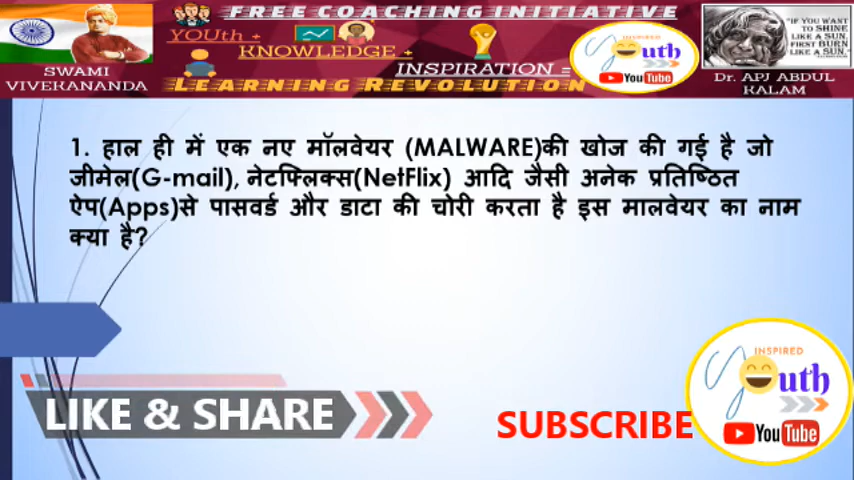 FREE COACHING INITIATIVE
YOUth +
KNOWLEDGE +
INSPIRATION =
LEARNING REVOLUTION
SWAMI
VIVEKANANDA
INSPIRED
Youth
YouTube
"IF YOU WANT
TO SHINE
LIKE A SUN,
FIRST BURN
LIKE A SUN."
Dr. APJ ABDUL
KALAM
1. हाल ही में एक नए मॉलवेयर (MALWARE)की खोज की गई है जो
जीमेल(G-mail), नेटफ्लिक्स(NetFlix) आदि जैसी अनेक प्रतिष्ठित
ऐप(Apps)से पासवर्ड और डाटा की चोरी करता है इस मालवेयर का नाम
क्या है?
LIKE & SHARE
SUBSCRIBE
INSPIRED
Youth
YouTube